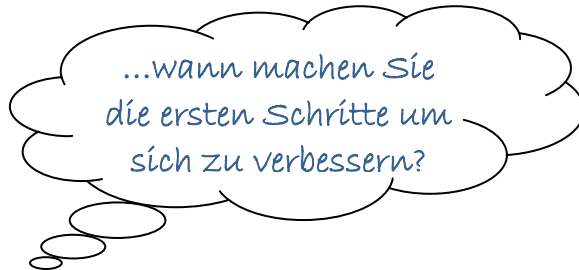 ...wann machen Sie
die ersten Schritte um
sich zu verbessern?